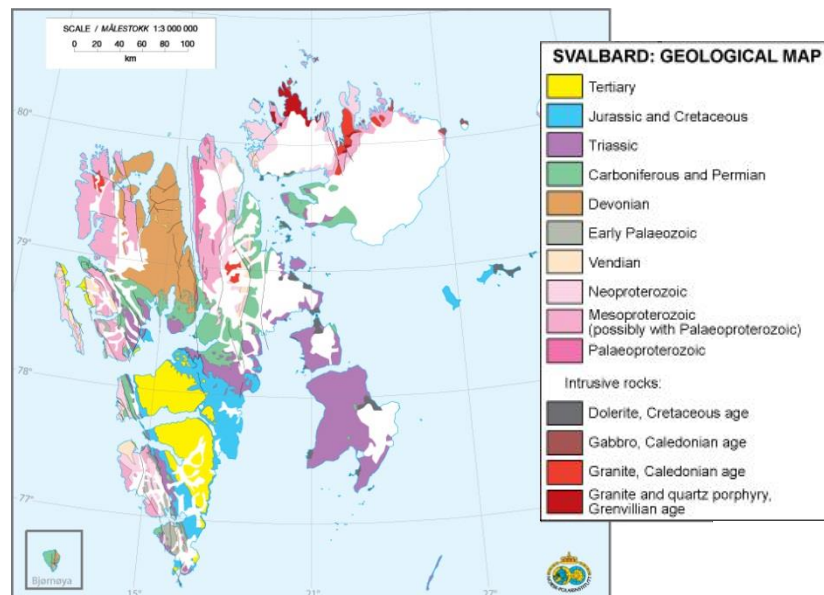 SCALE / MÅLESTOKK 1:3 000 000
0 20 40 60 80 100
km
80°
79°
78°
77°
15°
21°
27°
Bjørnøya
SVALBARD: GEOLOGICAL MAP
Tertiary
Jurassic and Cretaceous
Triassic
Carboniferous and Permian
Devonian
Early Palaeozoic
Vendian
Neoproterozoic
Mesoproterozoic
(possibly with Palaeoproterozoic)
Palaeoproterozoic
Intrusive rocks:
Dolerite, Cretaceous age
Gabbro, Caledonian age
Granite, Caledonian age
Granite and quartz porphyry,
Grenvillian age